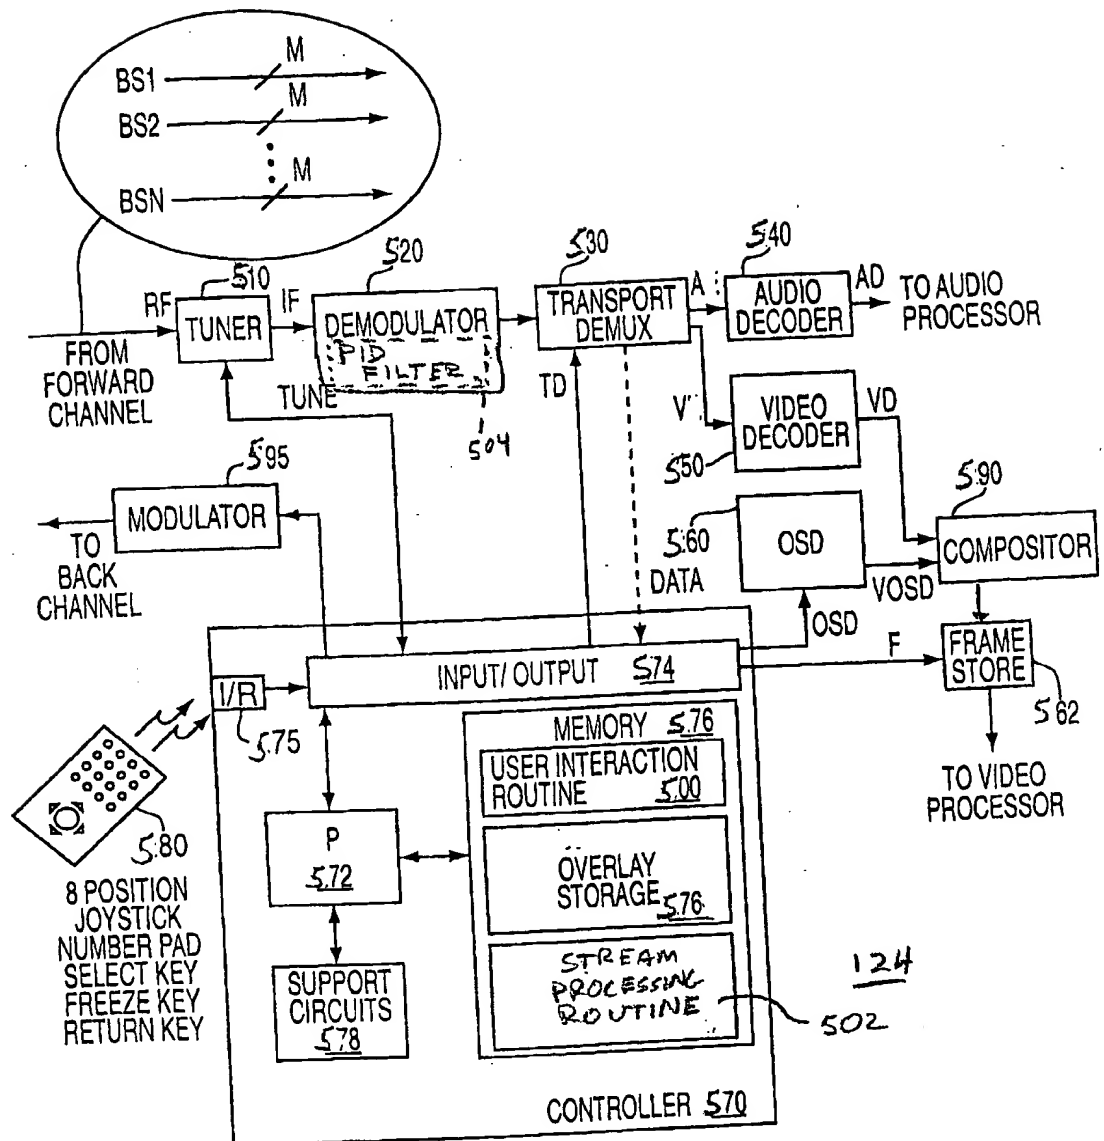 M
BS1
M
BS2
M
BSN
510
520
530
540
RF
TUNER
IF
DEMODULATOR
PID
FILTER
TRANSPORT
DEMUX
A
AUDIO
DECODER
AD
TO AUDIO
PROCESSOR
FROM
FORWARD
CHANNEL
TUNE
504
TD
V
VIDEO
DECODER
VD
550
595
MODULATOR
TO
BACK
CHANNEL
560
OSD
590
COMPOSITOR
DATA
VOSD
OSD
F
FRAME
STORE
562
INPUT/ OUTPUT 574
I/R
575
MEMORY 576
USER INTERACTION
ROUTINE 500
TO VIDEO
PROCESSOR
580
P
572
OVERLAY
STORAGE
576
8 POSITION
JOYSTICK
NUMBER PAD
SELECT KEY
FREEZE KEY
RETURN KEY
SUPPORT
CIRCUITS
578
STREAM
PROCESSING
ROUTINE
502
124
CONTROLLER 570